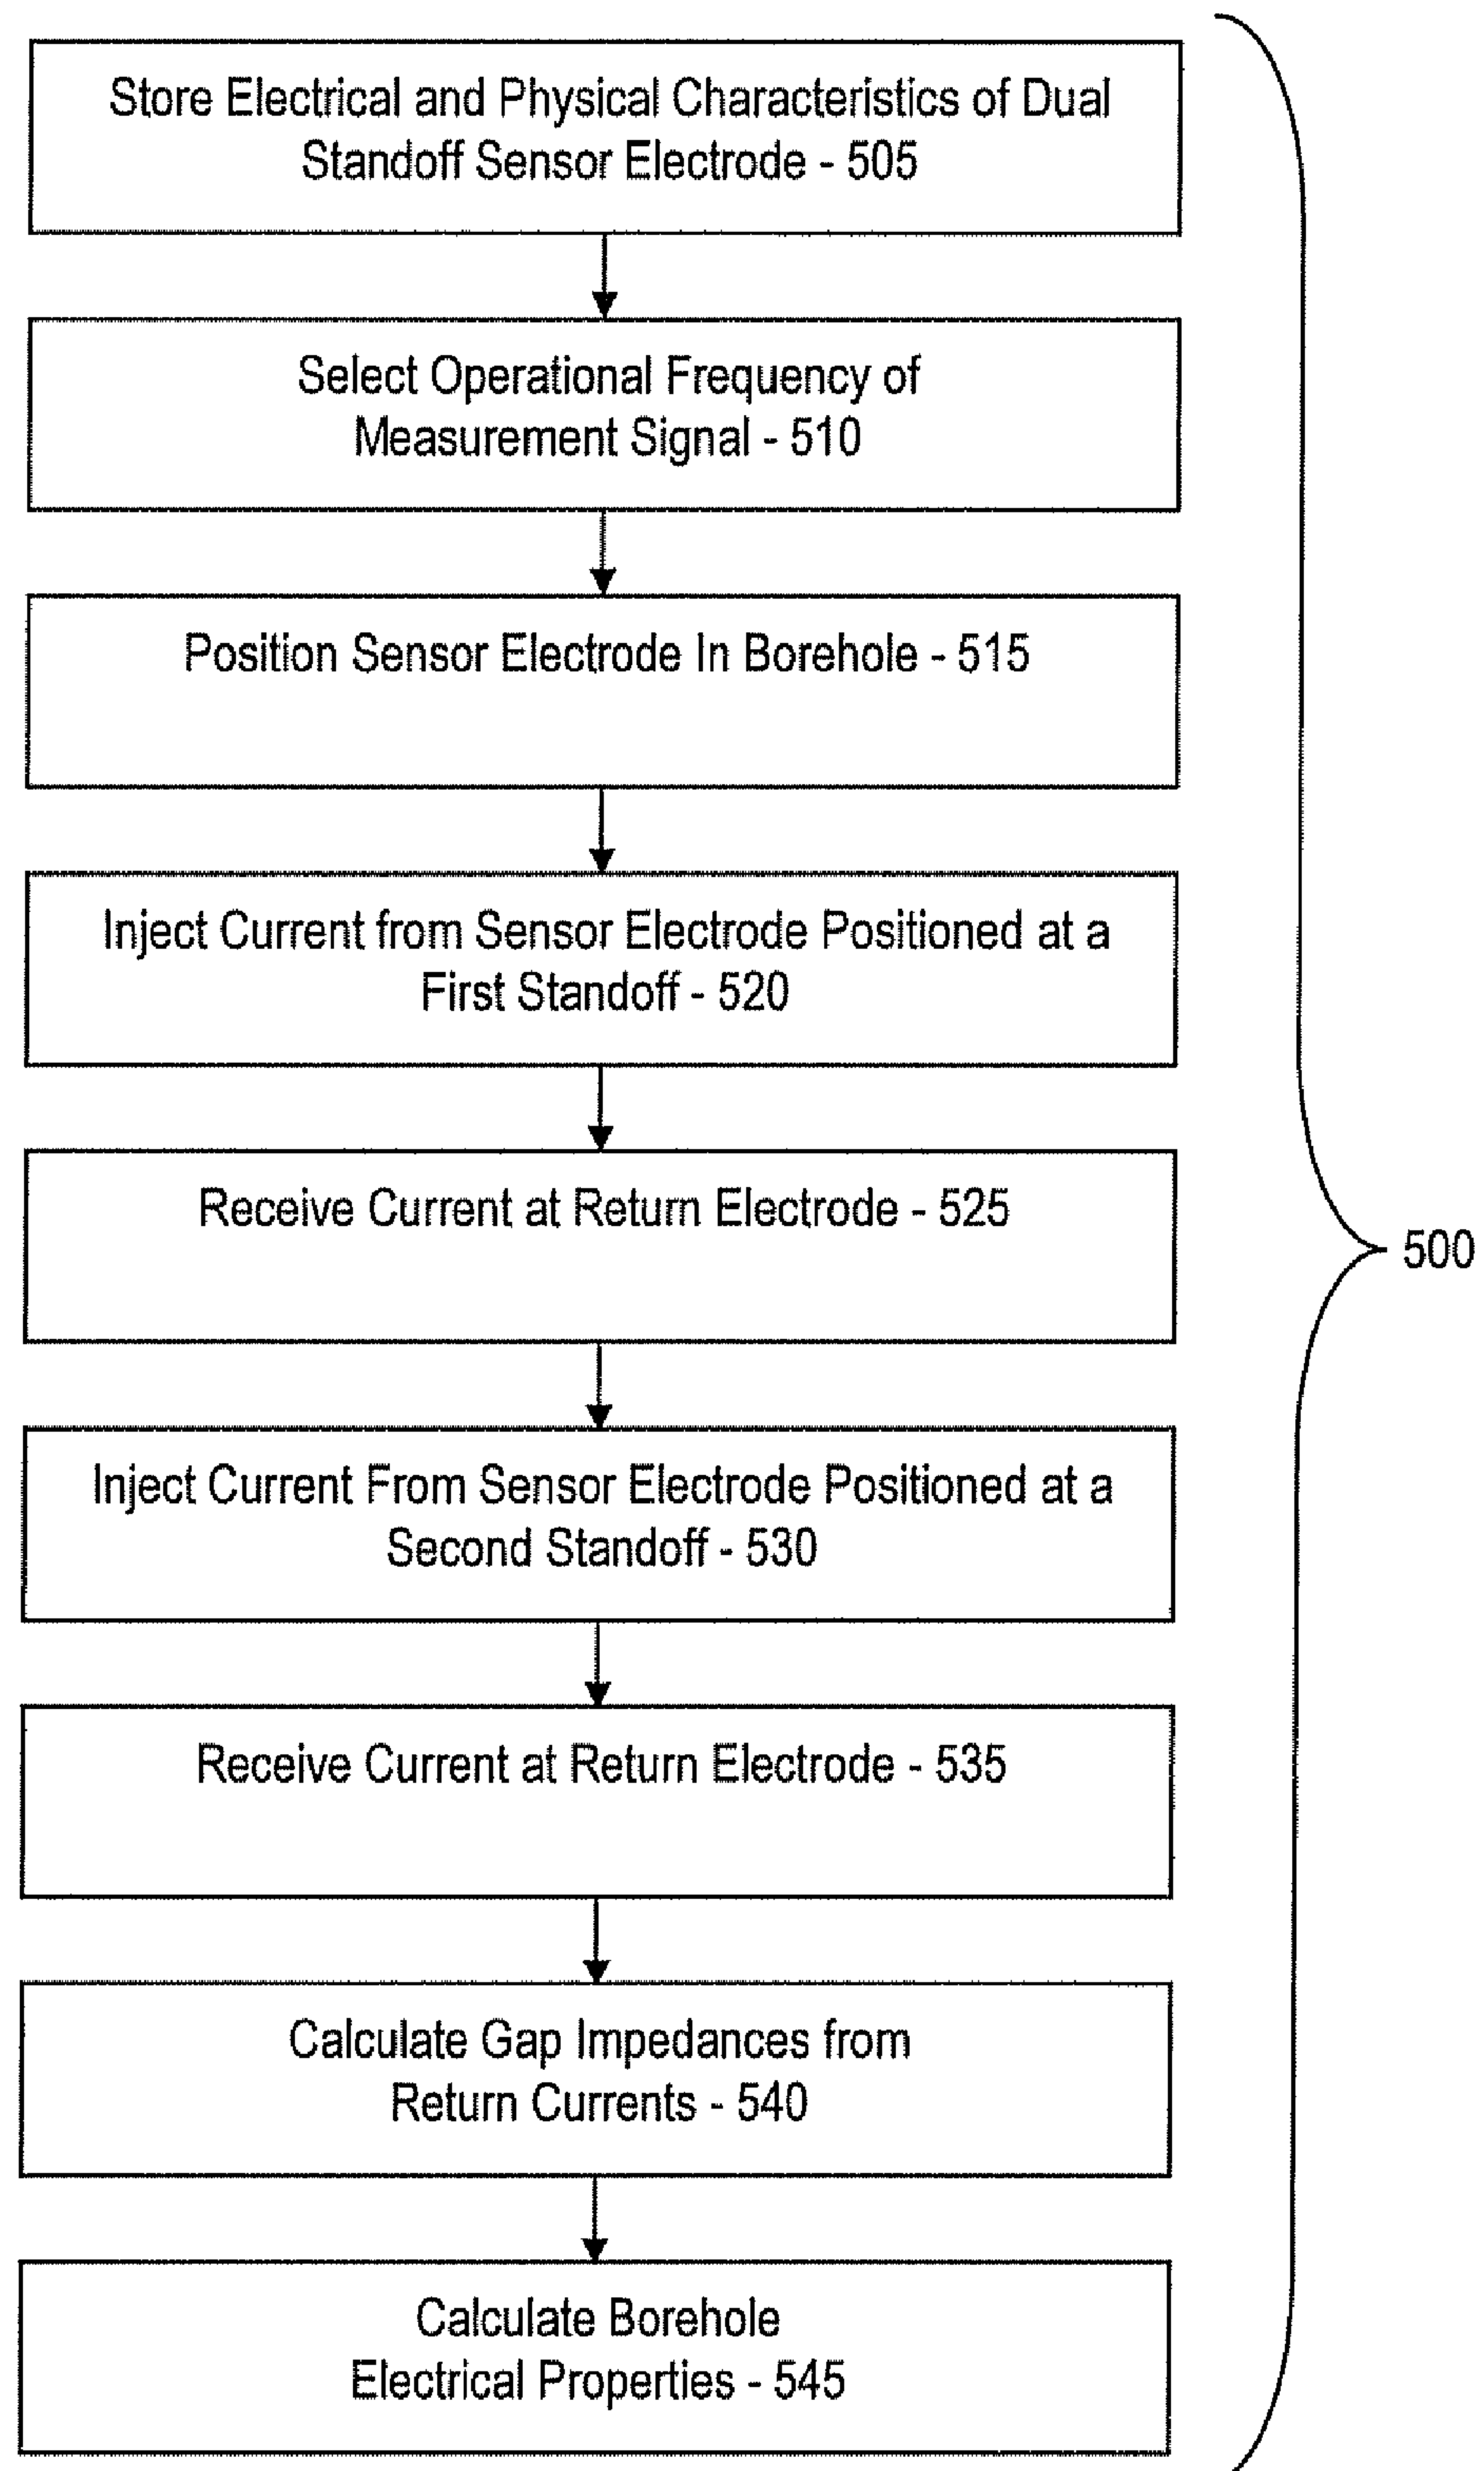 Store Electrical and Physical Characteristics of Dual
Standoff Sensor Electrode - 505
Select Operational Frequency of
Measurement Signal - 510
Position Sensor Electrode In Borehole - 515
Inject Current from Sensor Electrode Positioned at a
First Standoff - 520
Receive Current at Return Electrode - 525
500
Inject Current From Sensor Electrode Positioned at a
Second Standoff - 530
Receive Current at Return Electrode - 535
Calculate Gap Impedances from
Return Currents - 540
Calculate Borehole
Electrical Properties - 545